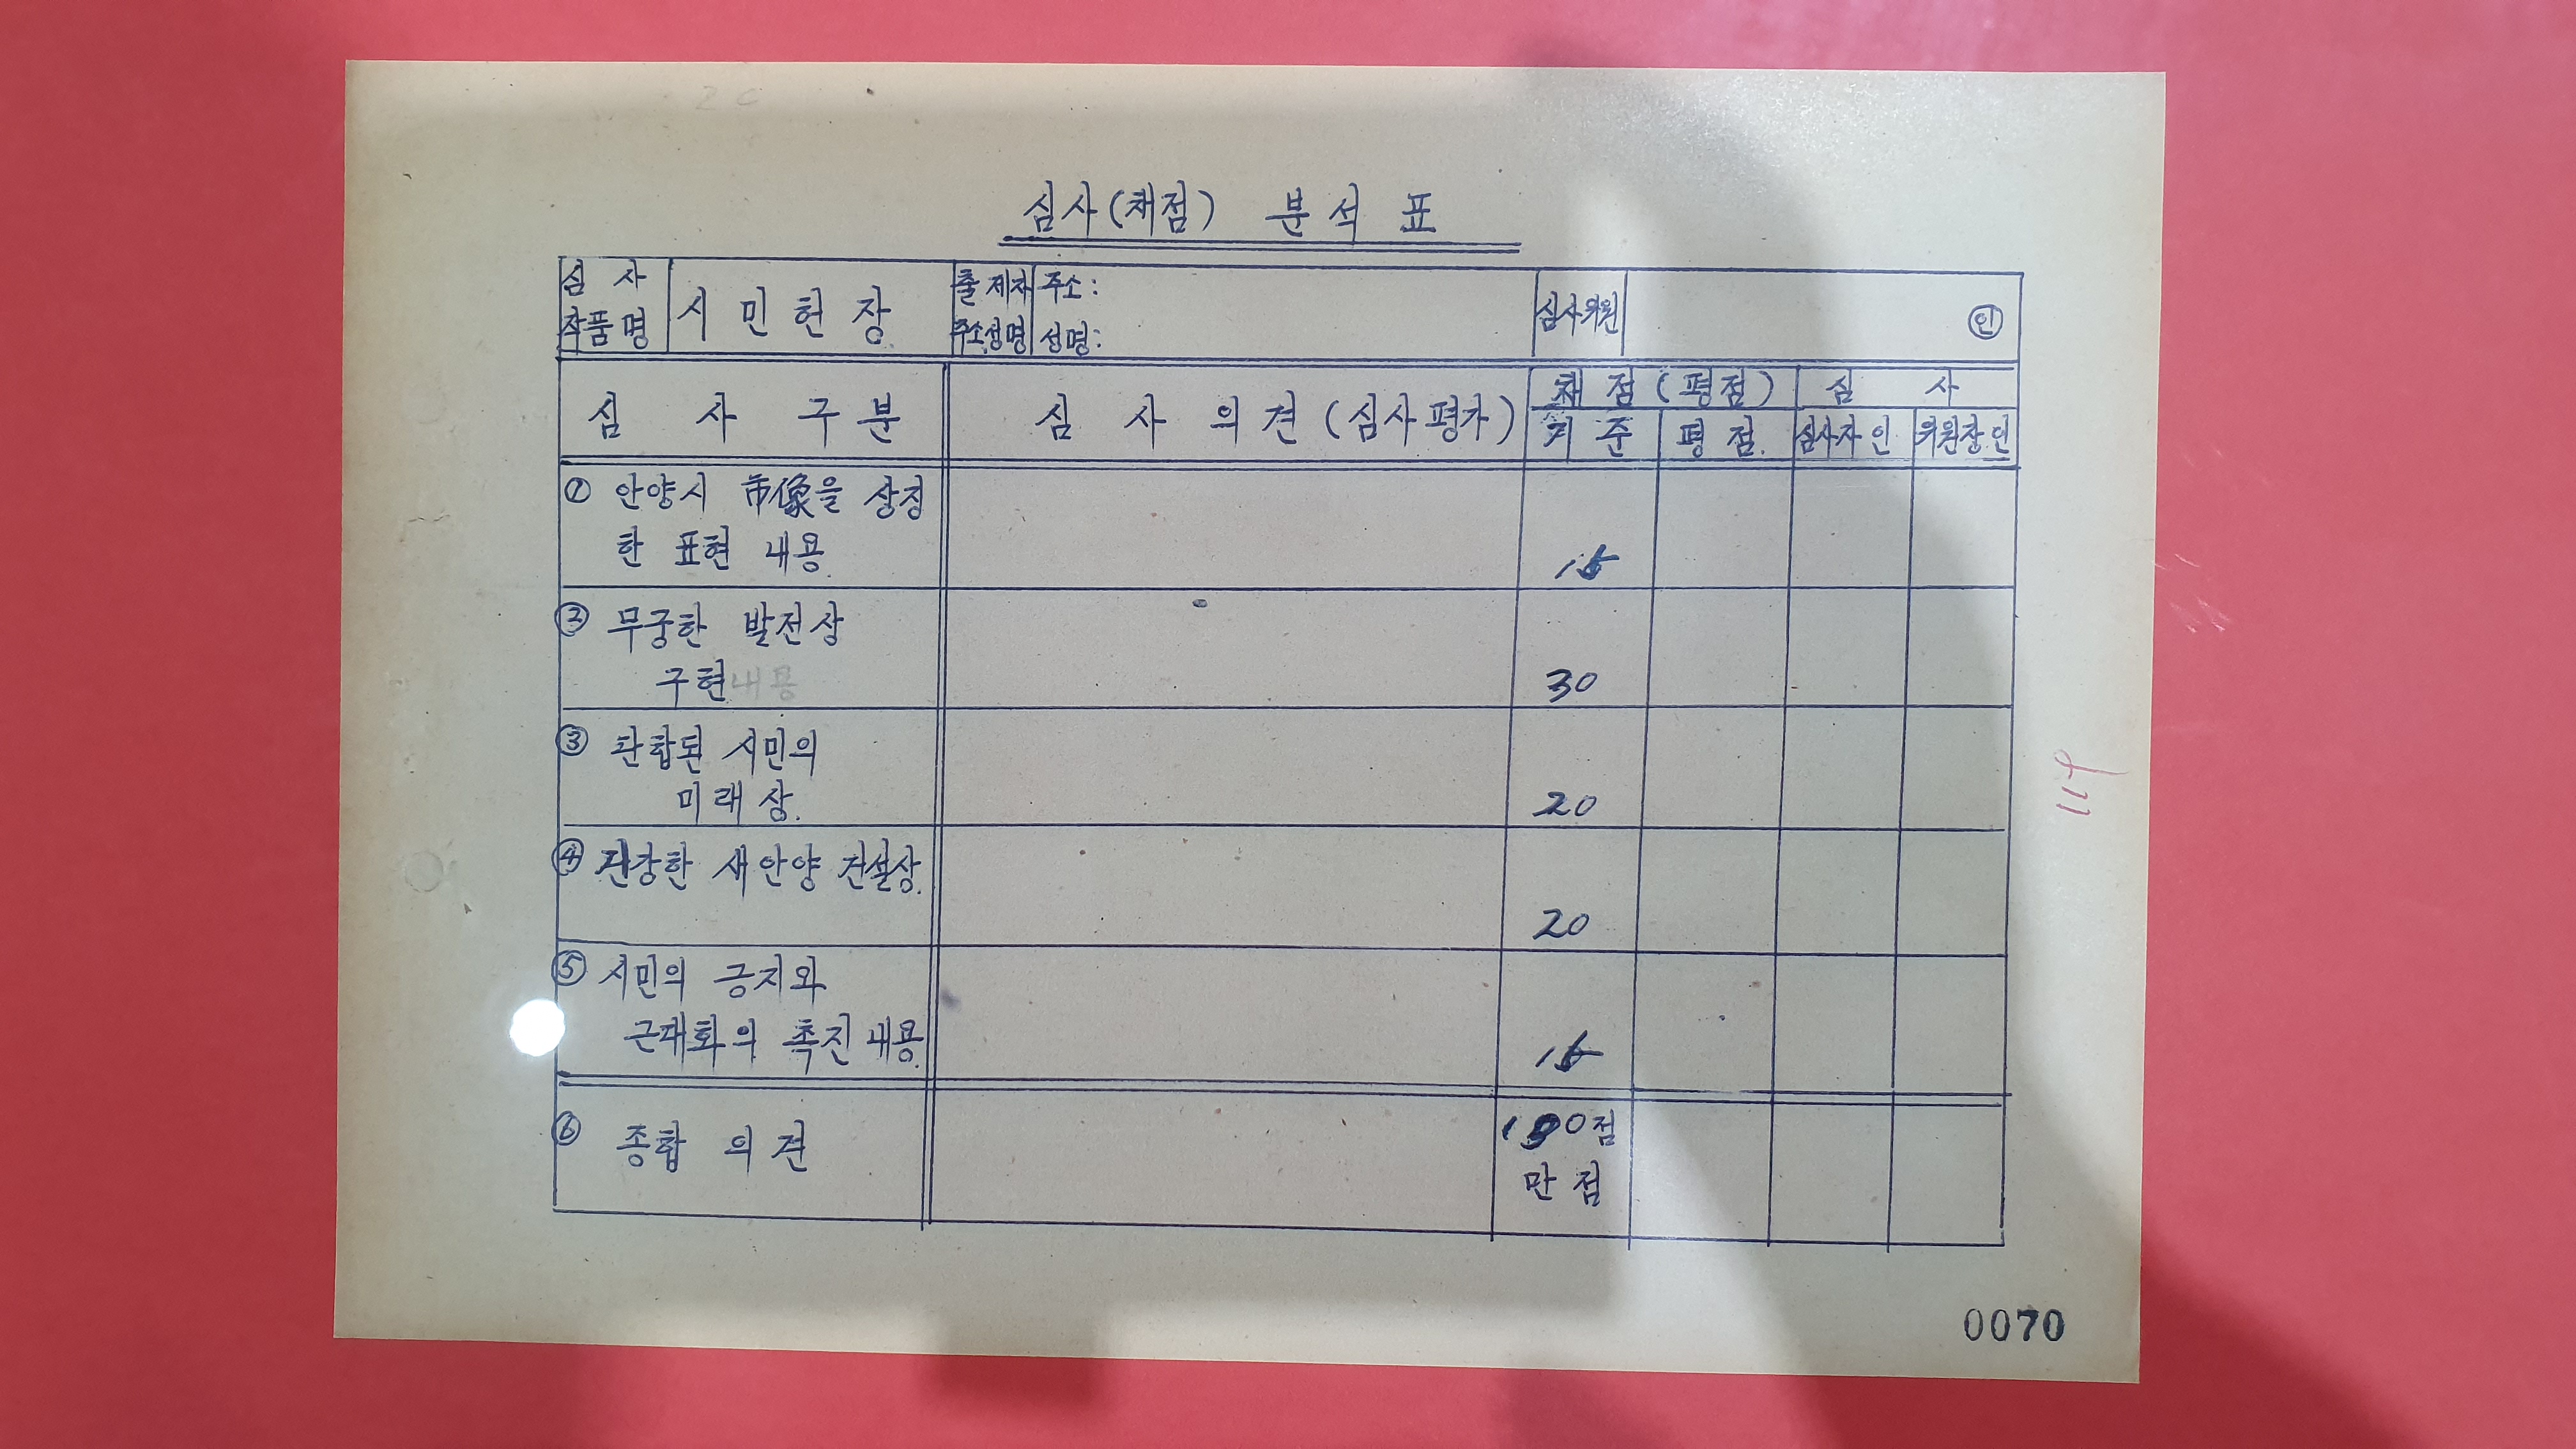 심사(채점) 분석표
심 사
작품명
시민헌장
출제자
주소성명
주소:
성명:
심사위원
인
심 사 구분
심 사 의견(심사평가)
채점(평점)
기준
평점.
심 사
심사자인
위원장인
① 안양시 市像을 상징
한 표현 내용
15
② 무궁한 발전상
구현내용
30
③ 화합된 시민의
미래상.
20
④ 건강한 새안양 건설상.
20
⑤ 시민의 긍지와
근대화의 촉진내용.
15
⑥ 종합 의견
100점
만점
0070